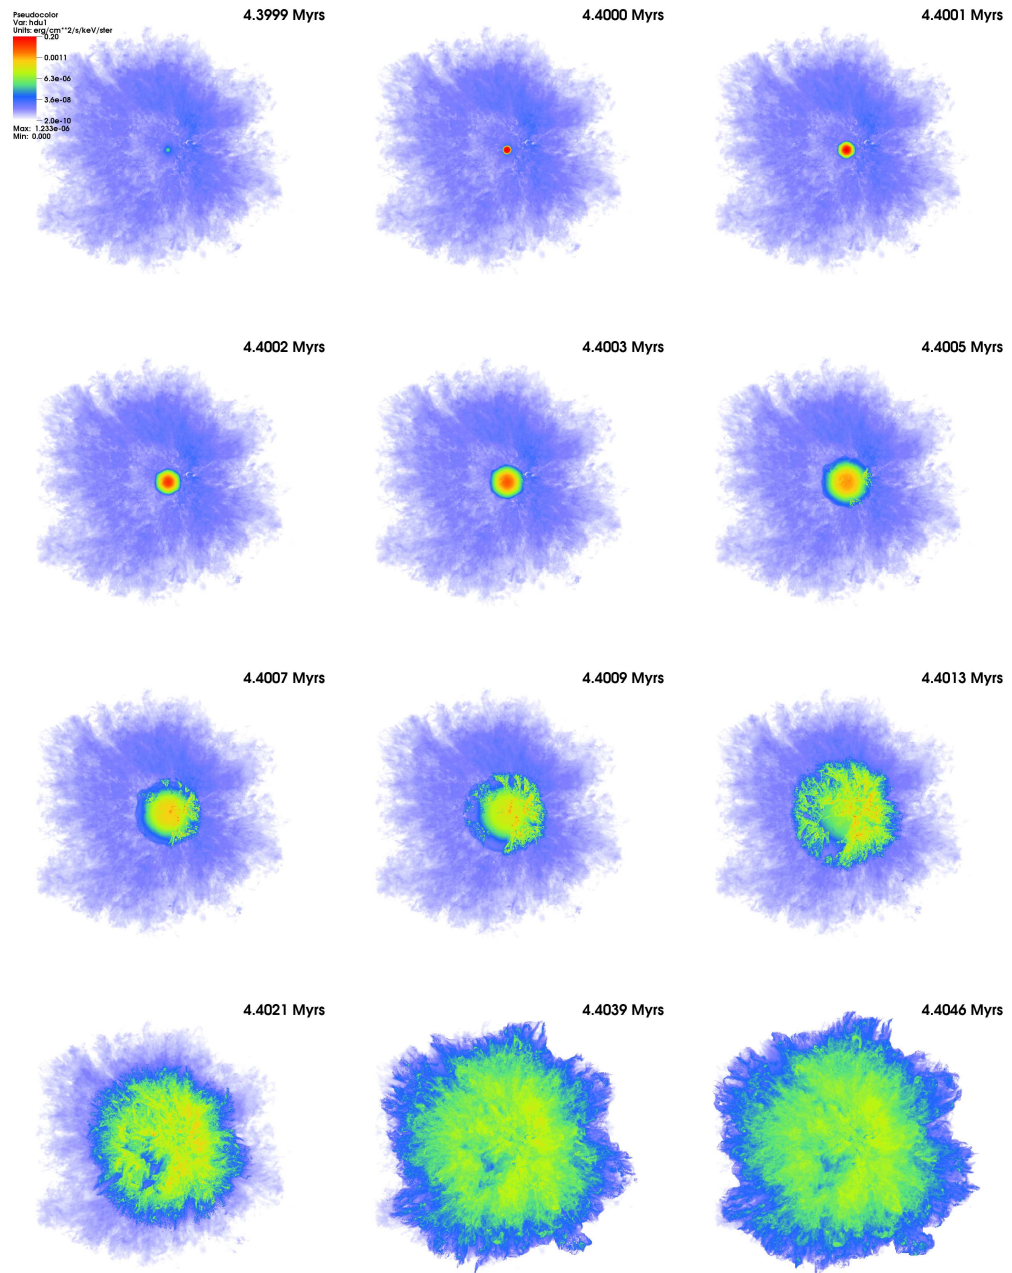 Pseudocolor
Var: hdu1
Units: erg/cm**2/s/keV/ster
0.20
0.0011
6.3e-06
3.6e-08
2.0e-10
Max: 1.233e-06
Min: 0.000
4.3999 Myrs
4.4000 Myrs
4.4001 Myrs
4.4002 Myrs
4.4003 Myrs
4.4005 Myrs
4.4007 Myrs
4.4009 Myrs
4.4013 Myrs
4.4021 Myrs
4.4039 Myrs
4.4046 Myrs